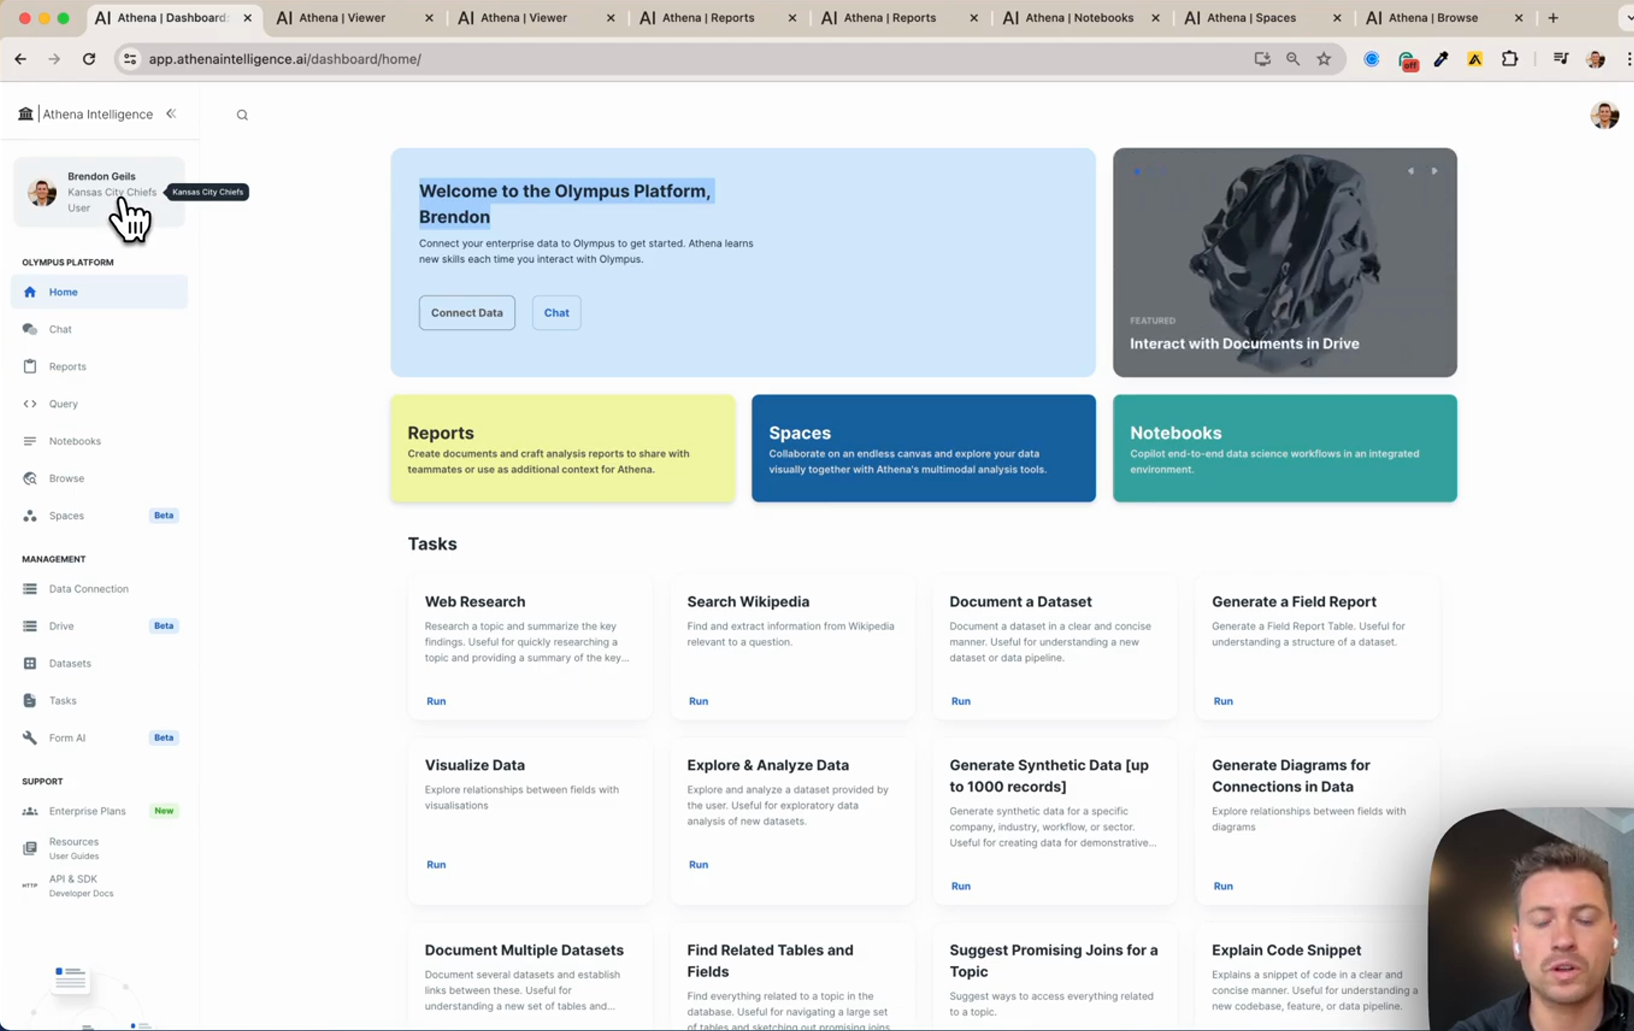 Athena | Dashboard
Athena | Viewer
Athena | Viewer
Athena | Reports
Athena | Reports
Athena | Notebooks
Athena | Spaces
Athena | Browse
app.athenaintelligence.ai/dashboard/home/
off
Athena Intelligence
Brendon Geils
Kansas City Chiefs
User
Kansas City Chiefs
OLYMPUS PLATFORM
Home
Chat
Reports
Query
Notebooks
Browse
Spaces Beta
MANAGEMENT
Data Connection
Drive Beta
Datasets
Tasks
Form AI Beta
SUPPORT
Enterprise Plans New
Resources
User Guides
HTTP
API & SDK
Developer Docs
Welcome to the Olympus Platform,
Brendon
Connect your enterprise data to Olympus to get started. Athena learns
new skills each time you interact with Olympus.
Connect Data
Chat
FEATURED
Interact with Documents in Drive
Reports
Create documents and craft analysis reports to share with
teammates or use as additional context for Athena.
Spaces
Collaborate on an endless canvas and explore your data
visually together with Athena's multimodal analysis tools.
Notebooks
Copilot end-to-end data science workflows in an integrated
environment.
Tasks
Web Research
Research a topic and summarize the key
findings. Useful for quickly researching a
topic and providing a summary of the key...
Run
Search Wikipedia
Find and extract information from Wikipedia
relevant to a question.
Run
Document a Dataset
Document a dataset in a clear and concise
manner. Useful for understanding a new
dataset or data pipeline.
Run
Generate a Field Report
Generate a Field Report Table. Useful for
understanding a structure of a dataset.
Run
Visualize Data
Explore relationships between fields with
visualisations
Run
Explore & Analyze Data
Explore and analyze a dataset provided by
the user. Useful for exploratory data
analysis of new datasets.
Run
Generate Synthetic Data [up
to 1000 records]
Generate synthetic data for a specific
company, industry, workflow, or sector.
Useful for creating data for demonstrative...
Run
Generate Diagrams for
Connections in Data
Explore relationships between fields with
diagrams
Run
Document Multiple Datasets
Document several datasets and establish
links between these. Useful for
understanding a new set of tables and...
Find Related Tables and
Fields
Find everything related to a topic in the
database. Useful for navigating a large set
of tables and sketching out promising joins
Suggest Promising Joins for a
Topic
Suggest ways to access everything related
to a topic.
Explain Code Snippet
Explains a snippet of code in a clear and
concise manner. Useful for understanding a
new codebase, feature, or data pipeline.